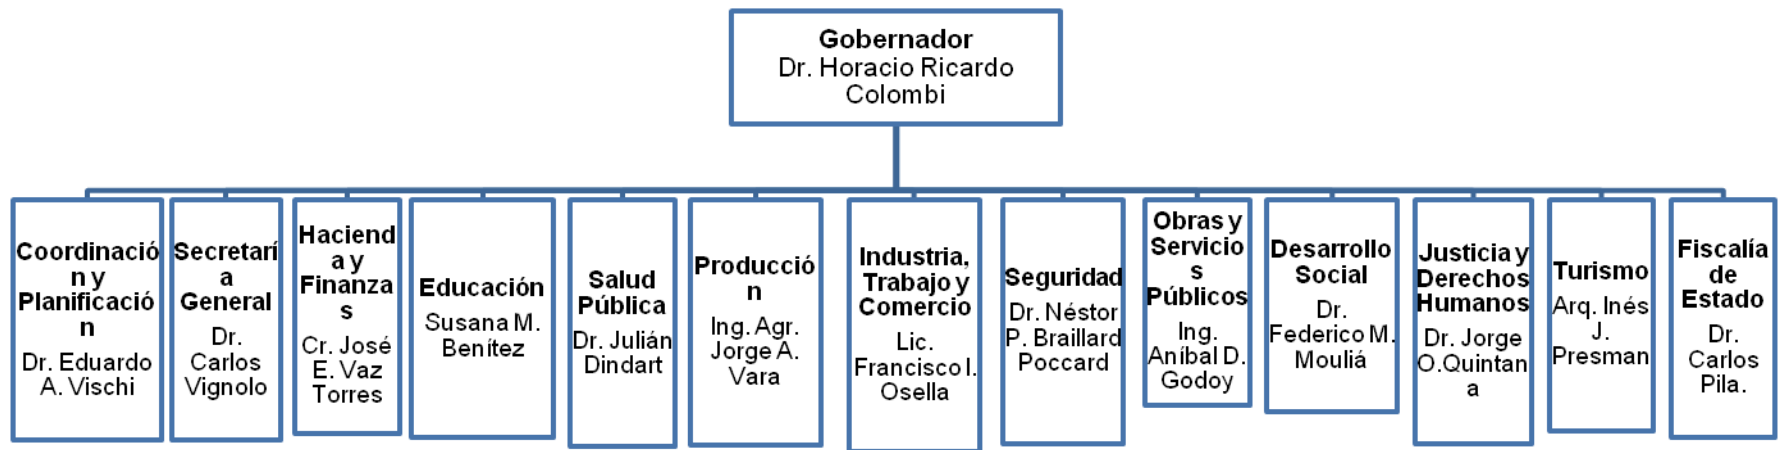 Gobernador
Dr. Horacio Ricardo
Colombi
Coordinació
n y
Planificació
n
Dr. Eduardo
A. Vischi
Secretarí
a
General
Dr.
Carlos
Vignolo
Haciend
a y
Finanza
s
Cr. José
E. Vaz
Torres
Educación
Susana M.
Benítez
Salud
Pública
Dr. Julián
Dindart
Producció
n
Ing. Agr.
Jorge A.
Vara
Industria,
Trabajo y
Comercio
Lic.
Francisco I.
Osella
Seguridad
Dr. Néstor
P. Braillard
Poccard
Obras y
Servicio
s
Públicos
Ing.
Aníbal D.
Godoy
Desarrollo
Social
Dr.
Federico M.
Mouliá
Justicia y
Derechos
Humanos
Dr. Jorge
O.Quintan
a
Turismo
Arq. Inés
J.
Presman
Fiscalía
de
Estado
Dr.
Carlos
Pila.